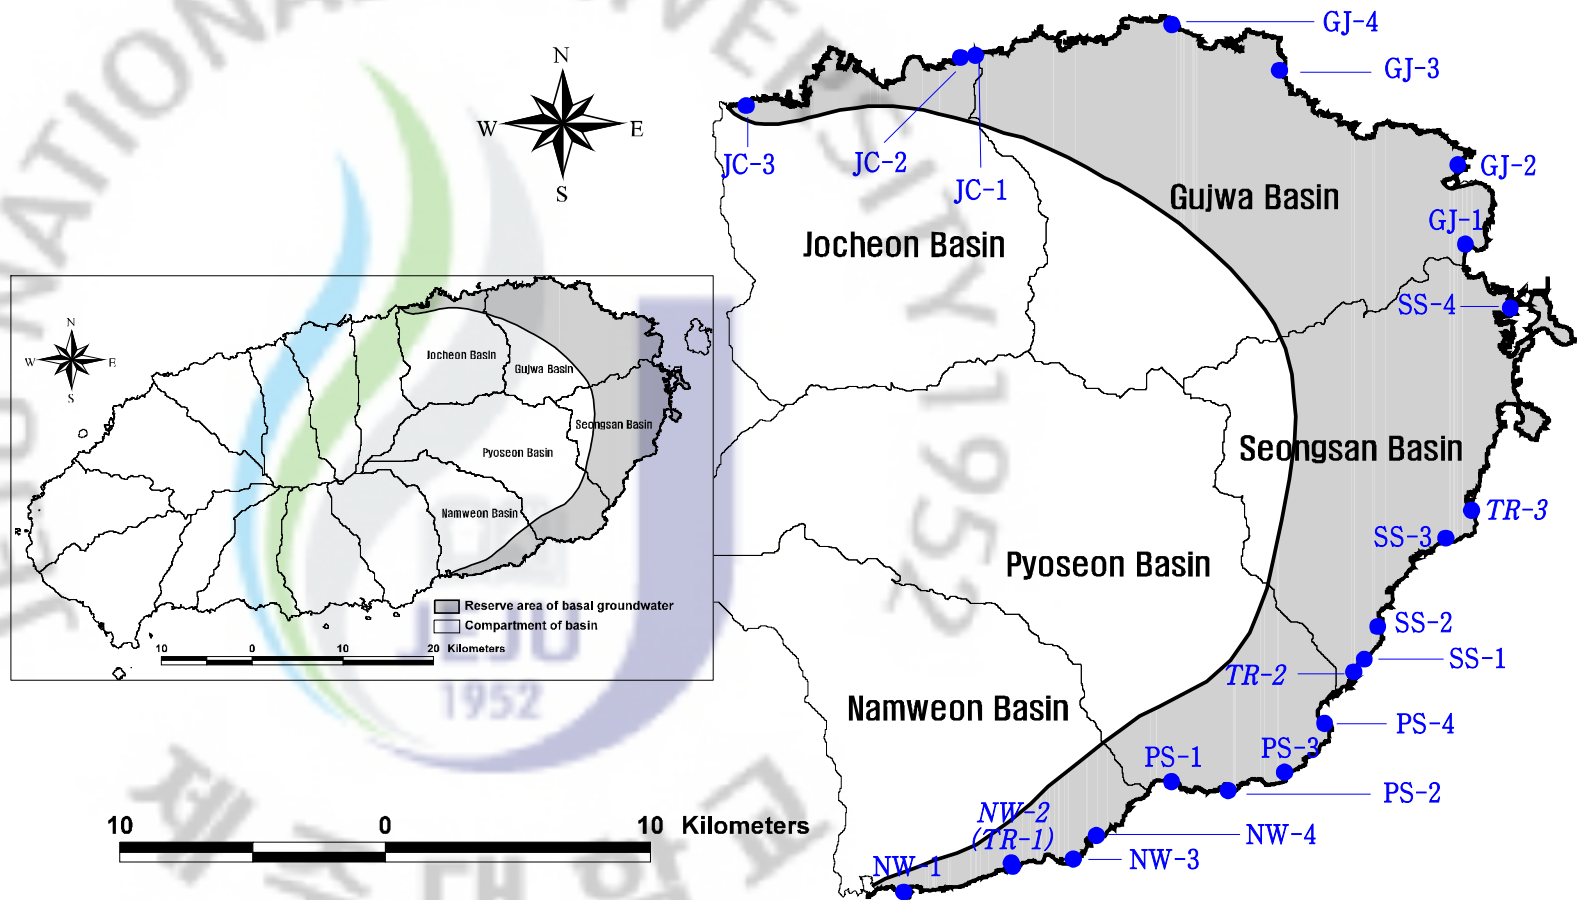 N
W
E
S
GJ-4
GJ-3
JC-3
JC-2
JC-1
GJ-2
GJ-1
Gujwa Basin
Jocheon Basin
SS-4
Seongsan Basin
TR-3
SS-3
Pyoseon Basin
SS-2
SS-1
TR-2
Namweon Basin
PS-4
PS-3
PS-1
PS-2
NW-2
(TR-1)
NW-4
NW-3
NW-1
N
W
E
S
Jocheon Basin
Gujwa Basin
Seongsan Basin
Pyoseon Basin
Namweon Basin
Reserve area of basal groundwater
Compartment of basin
10 0 10 20 Kilometers
10 0 10 Kilometers
JEJU
1952
UNIVERSITY 1952